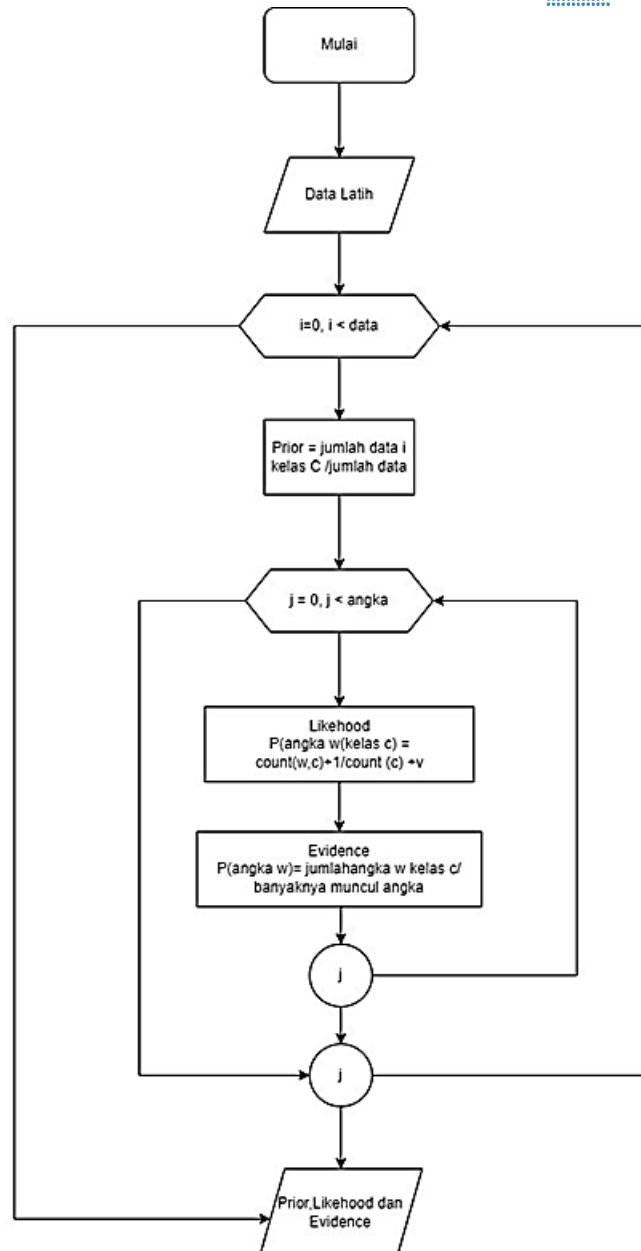 Mulai
Data Latih
i=0, i < data
Prior = jumlah data i
kelas C /jumlah data
j = 0, j < angka
Likehood
P(angka w(kelas c) =
count(w,c)+1/count (c) +v
Evidence
P(angka w)= jumlahangka w kelas c/
banyaknya muncul angka
j
j
Prior,Likehood dan
Evidence